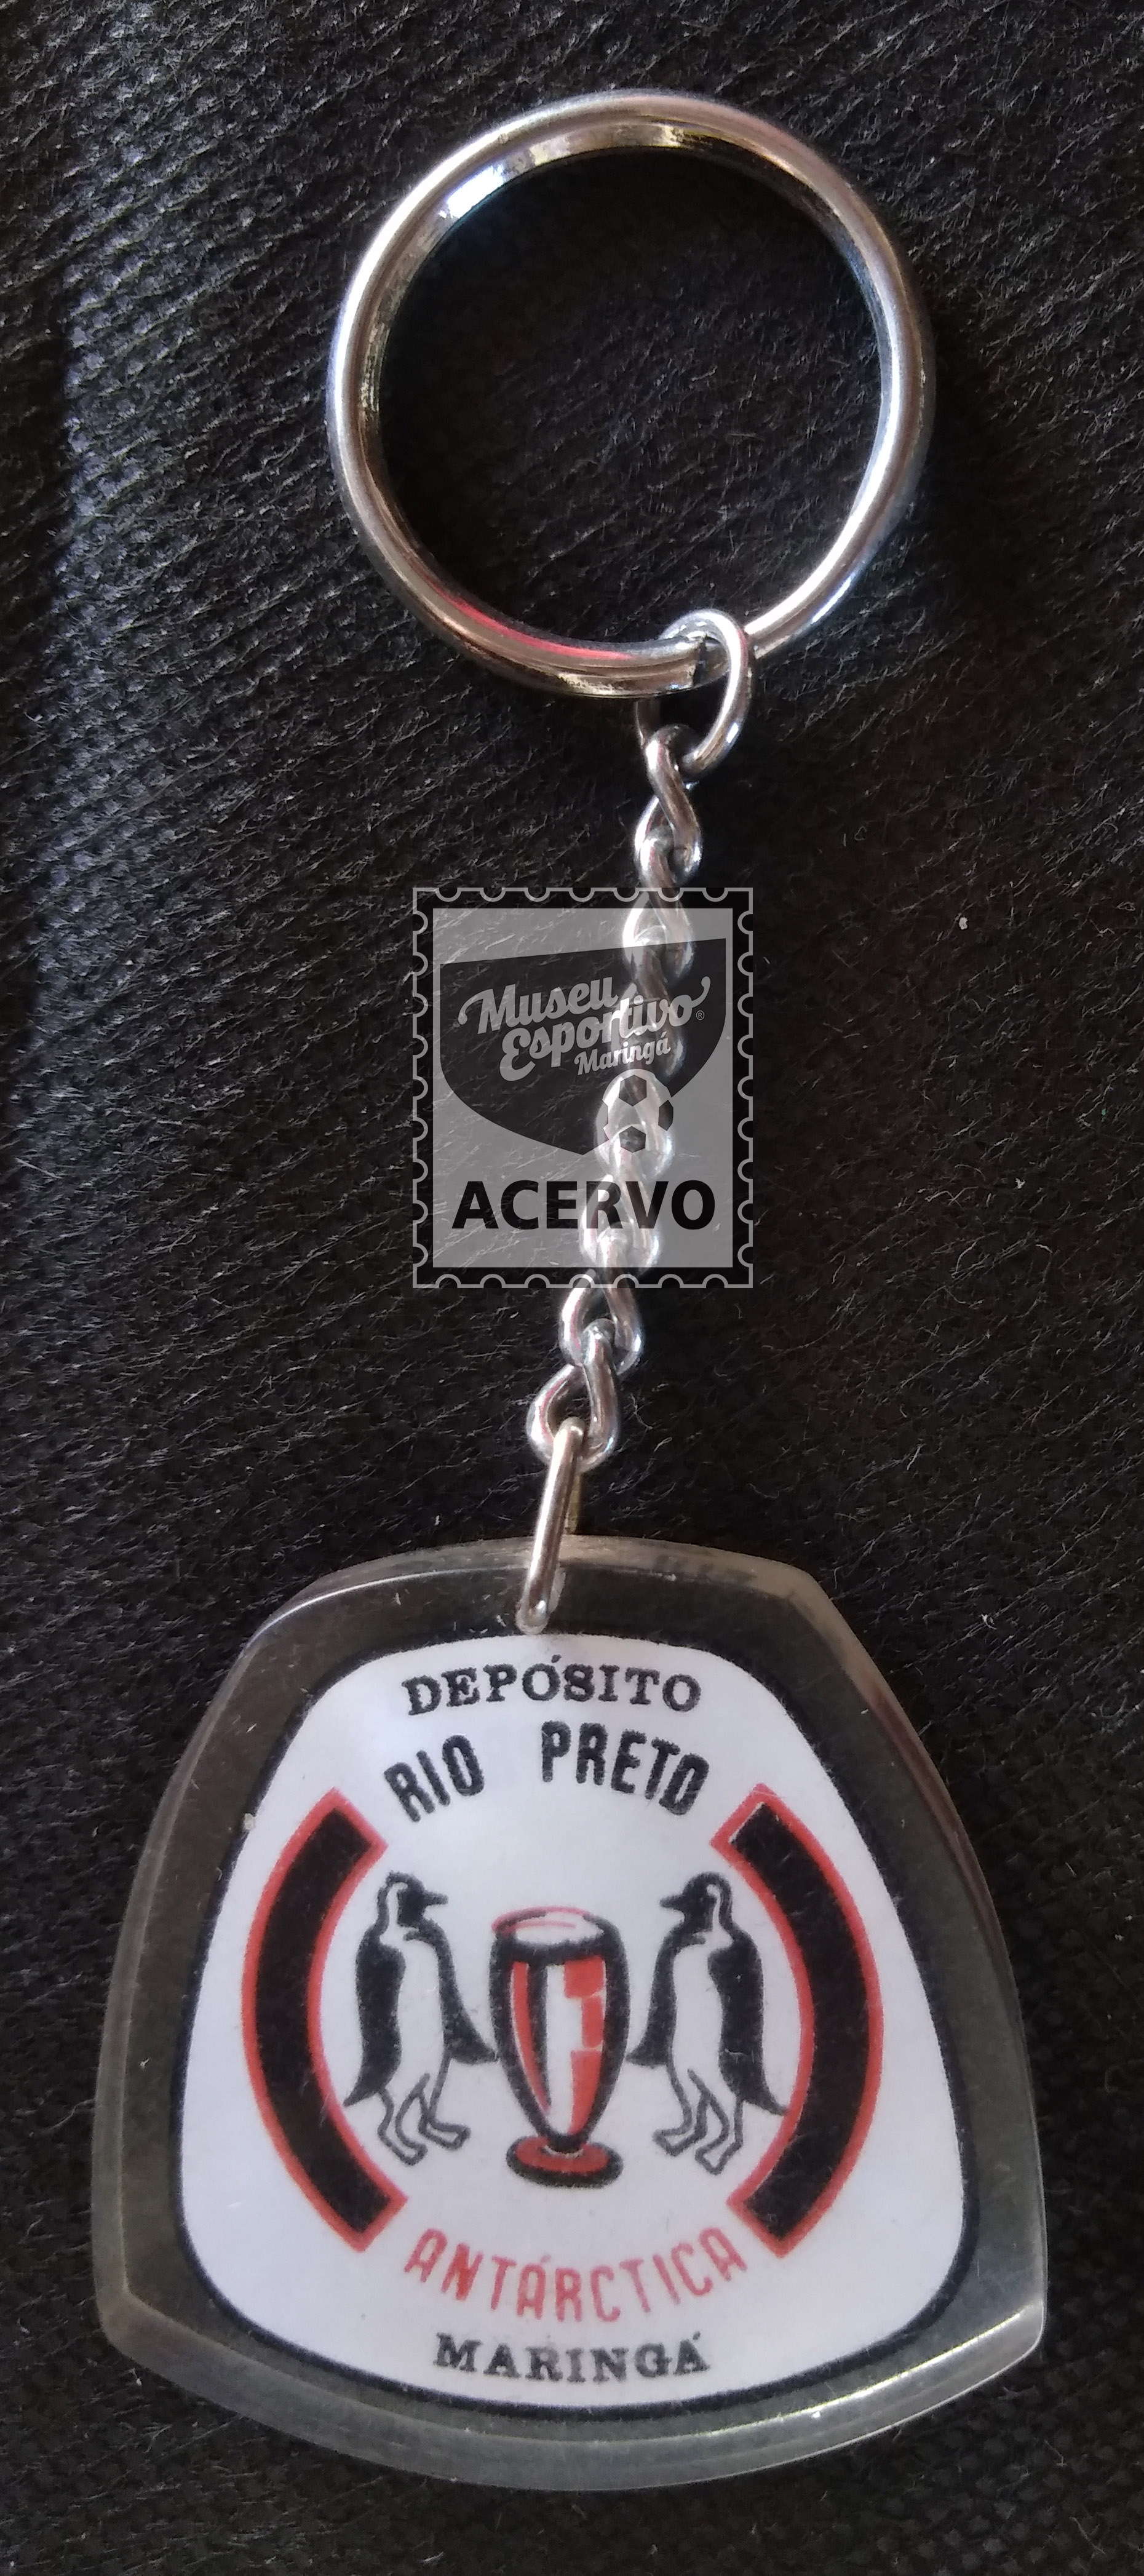 Museu
Esportivo®
Maringá
ACERVO
DEPÓSITO
RIO PRETO
ANTÁRCTICA
MARINGÁ